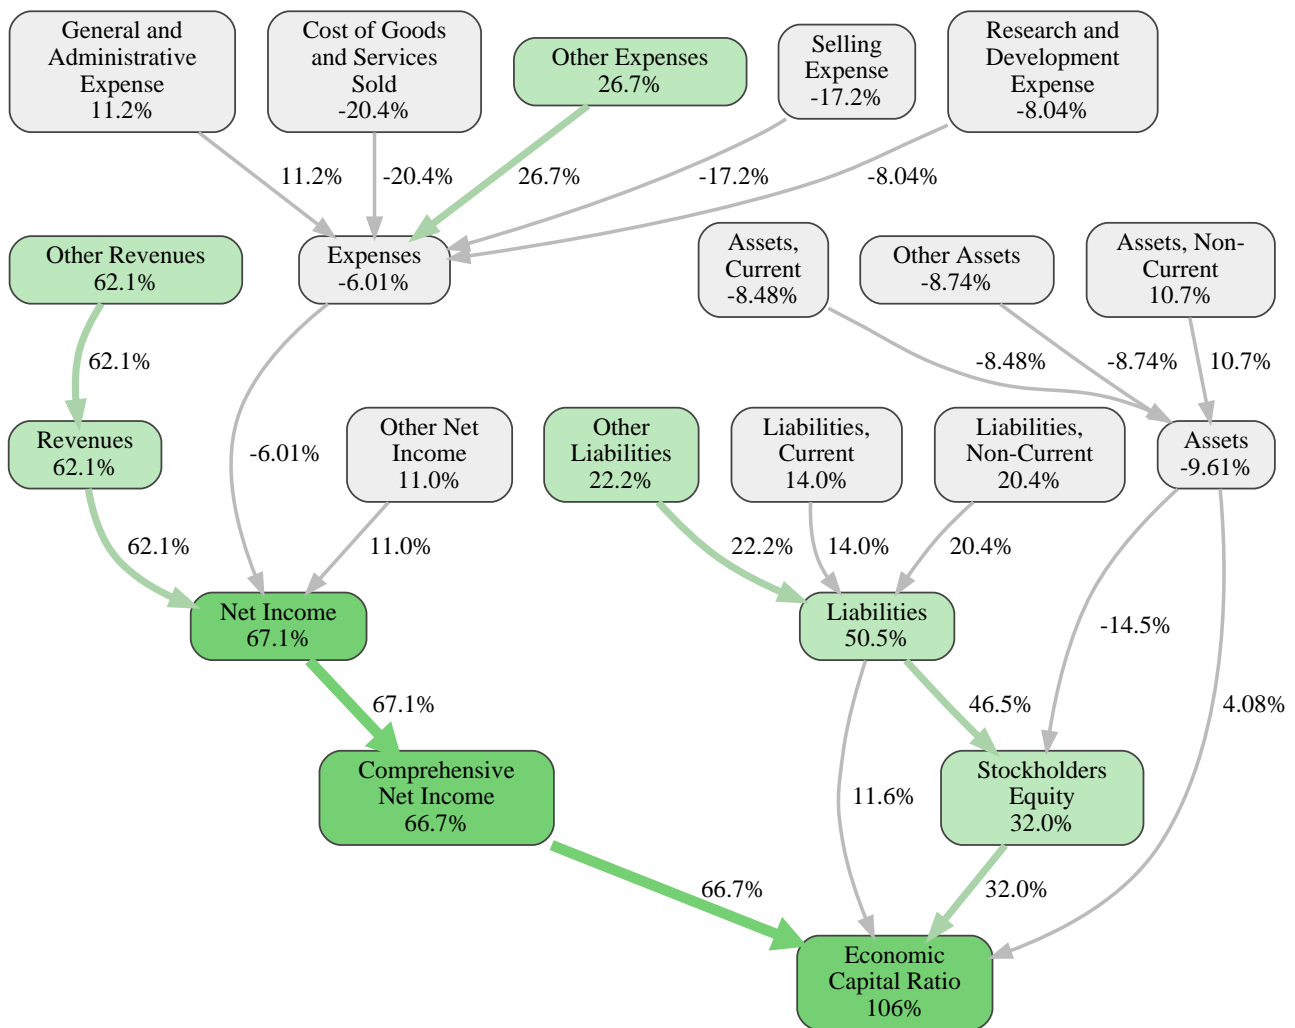 General and
Administrative
Expense
11.2%
Cost of Goods
and Services
Sold
-20.4%
Other Expenses
26.7%
Selling
Expense
-17.2%
Research and
Development
Expense
-8.04%
11.2%
-20.4%
26.7%
-17.2%
-8.04%
Other Revenues
62.1%
Expenses
-6.01%
Assets,
Current
-8.48%
Other Assets
-8.74%
Assets, Non-
Current
10.7%
62.1%
-8.48%
-8.74%
10.7%
Revenues
62.1%
-6.01%
Other Net
Income
11.0%
Other
Liabilities
22.2%
Liabilities,
Current
14.0%
Liabilities,
Non-Current
20.4%
Assets
-9.61%
62.1%
11.0%
22.2%
14.0%
20.4%
Net Income
67.1%
Liabilities
50.5%
-14.5%
67.1%
46.5%
4.08%
Comprehensive
Net Income
66.7%
11.6%
Stockholders
Equity
32.0%
66.7%
32.0%
Economic
Capital Ratio
106%